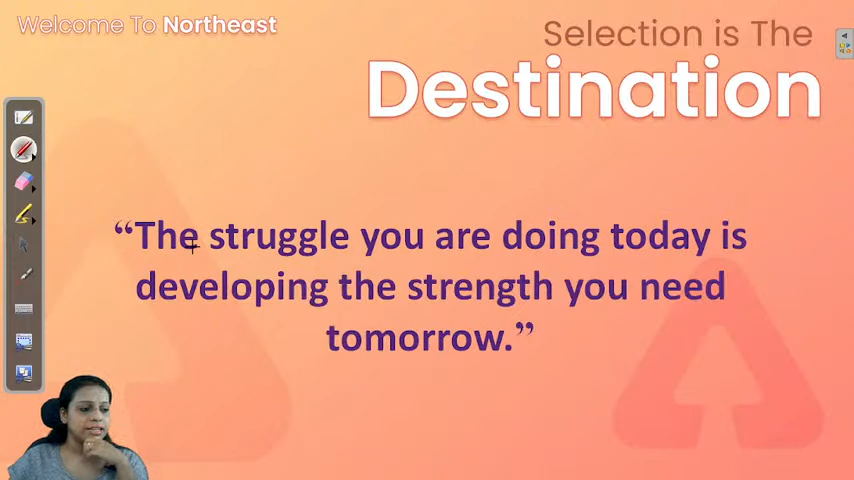 Welcome To Northeast
Selection is The
Destination
“The struggle you are doing today is
developing the strength you need
tomorrow.”